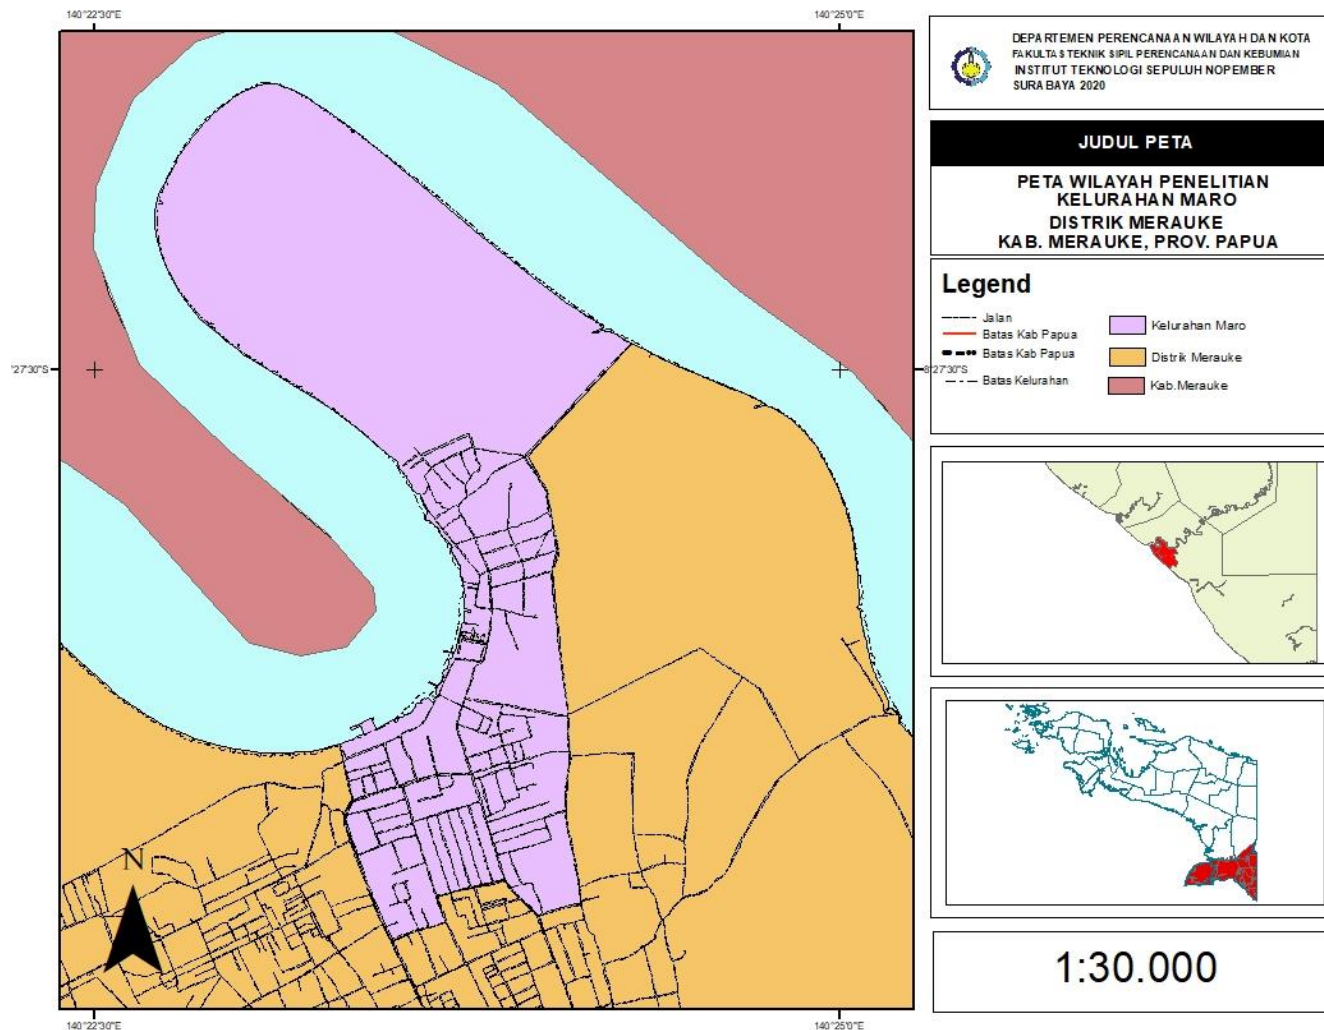 140°22'30"E
140°25'0"E
'27'30"S
8°27'30"S
N
140°22'30"E
140°25'0"E
DEPARTEMEN PERENCANAAN WILAYAH DAN KOTA
FAKULTAS TEKNIK SIPIL PERENCANAAN DAN KEBUMIAN
INSTITUT TEKNOLOGI SEPULUH NOPEMBER
SURABAYA 2020
JUDUL PETA
PETA WILAYAH PENELITIAN
KELURAHAN MARO
DISTRIK MERAUKE
KAB. MERAUKE, PROV. PAPUA
Legend
Jalan
Batas Kab Papua
Batas Kab Papua
Batas Kelurahan
Kelurahan Maro
Distrik Merauke
Kab.Merauke
1:30.000